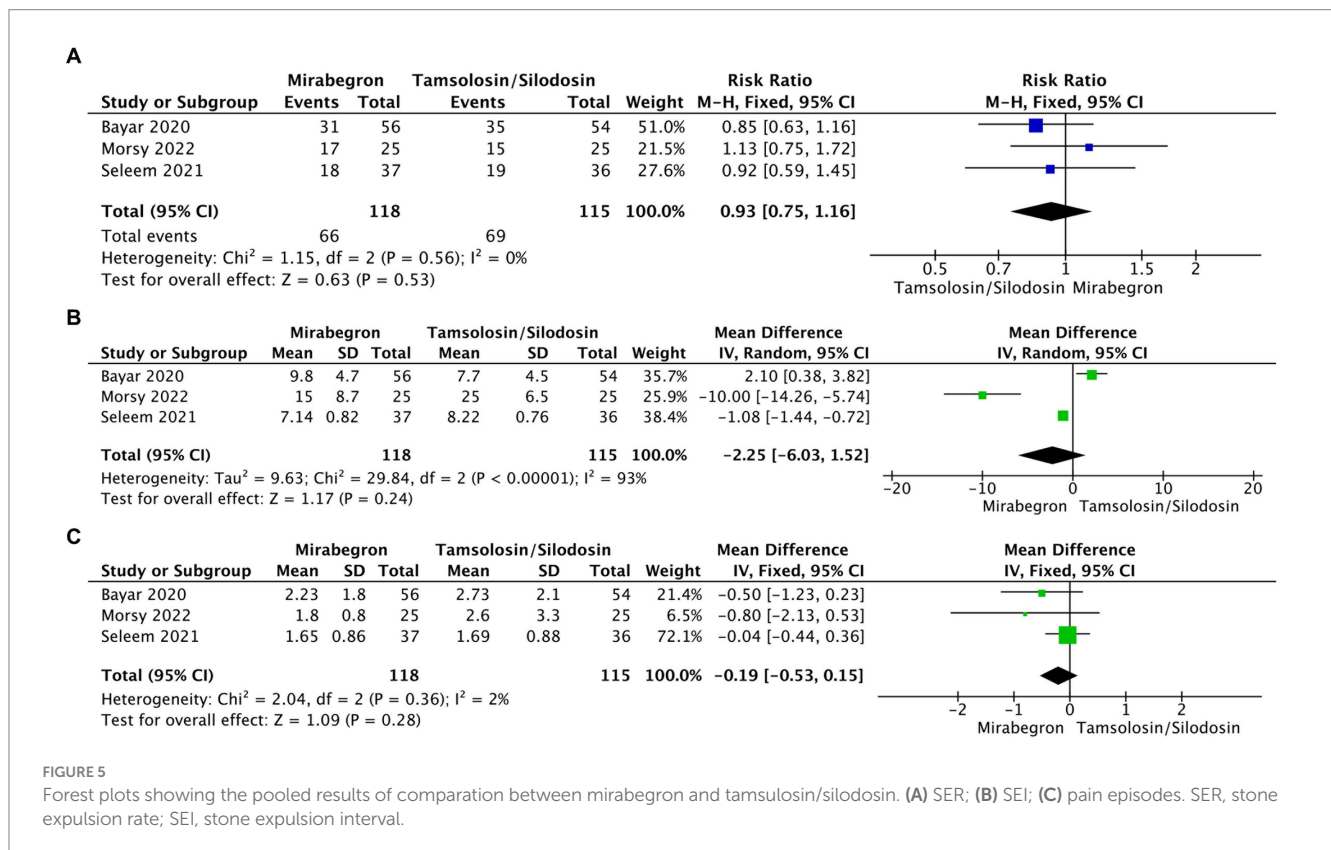 A
Mirabegron Tamsolosin/Silodosin Risk Ratio Risk Ratio
Study or Subgroup Events Total Events Total Weight M-H, Fixed, 95% CI M-H, Fixed, 95% CI
Bayar 2020 31 56 35 54 51.0% 0.85 [0.63, 1.16]
Morsy 2022 17 25 15 25 21.5% 1.13 [0.75, 1.72]
Seleem 2021 18 37 19 36 27.6% 0.92 [0.59, 1.45]
Total (95% CI) 118 115 100.0% 0.93 [0.75, 1.16]
Total events 66 69
Heterogeneity: Chi² = 1.15, df = 2 (P = 0.56); I² = 0%
Test for overall effect: Z = 0.63 (P = 0.53)
0.5 0.7 1 1.5 2
Tamsolosin/Silodosin Mirabegron
B
Mirabegron Tamsolosin/Silodosin Mean Difference Mean Difference
Study or Subgroup Mean SD Total Mean SD Total Weight IV, Random, 95% CI IV, Random, 95% CI
Bayar 2020 9.8 4.7 56 7.7 4.5 54 35.7% 2.10 [0.38, 3.82]
Morsy 2022 15 8.7 25 25 6.5 25 25.9% -10.00 [-14.26, -5.74]
Seleem 2021 7.14 0.82 37 8.22 0.76 36 38.4% -1.08 [-1.44, -0.72]
Total (95% CI) 118 115 100.0% -2.25 [-6.03, 1.52]
Heterogeneity: Tau² = 9.63; Chi² = 29.84, df = 2 (P < 0.00001); I² = 93%
Test for overall effect: Z = 1.17 (P = 0.24)
-20 -10 0 10 20
Mirabegron Tamsolosin/Silodosin
C
Mirabegron Tamsolosin/Silodosin Mean Difference Mean Difference
Study or Subgroup Mean SD Total Mean SD Total Weight IV, Fixed, 95% CI IV, Fixed, 95% CI
Bayar 2020 2.23 1.8 56 2.73 2.1 54 21.4% -0.50 [-1.23, 0.23]
Morsy 2022 1.8 0.8 25 2.6 3.3 25 6.5% -0.80 [-2.13, 0.53]
Seleem 2021 1.65 0.86 37 1.69 0.88 36 72.1% -0.04 [-0.44, 0.36]
Total (95% CI) 118 115 100.0% -0.19 [-0.53, 0.15]
Heterogeneity: Chi² = 2.04, df = 2 (P = 0.36); I² = 2%
Test for overall effect: Z = 1.09 (P = 0.28)
-2 -1 0 1 2
Mirabegron Tamsolosin/Silodosin
FIGURE 5
Forest plots showing the pooled results of comparation between mirabegron and tamsulosin/silodosin. (A) SER; (B) SEI; (C) pain episodes. SER, stone
expulsion rate; SEI, stone expulsion interval.